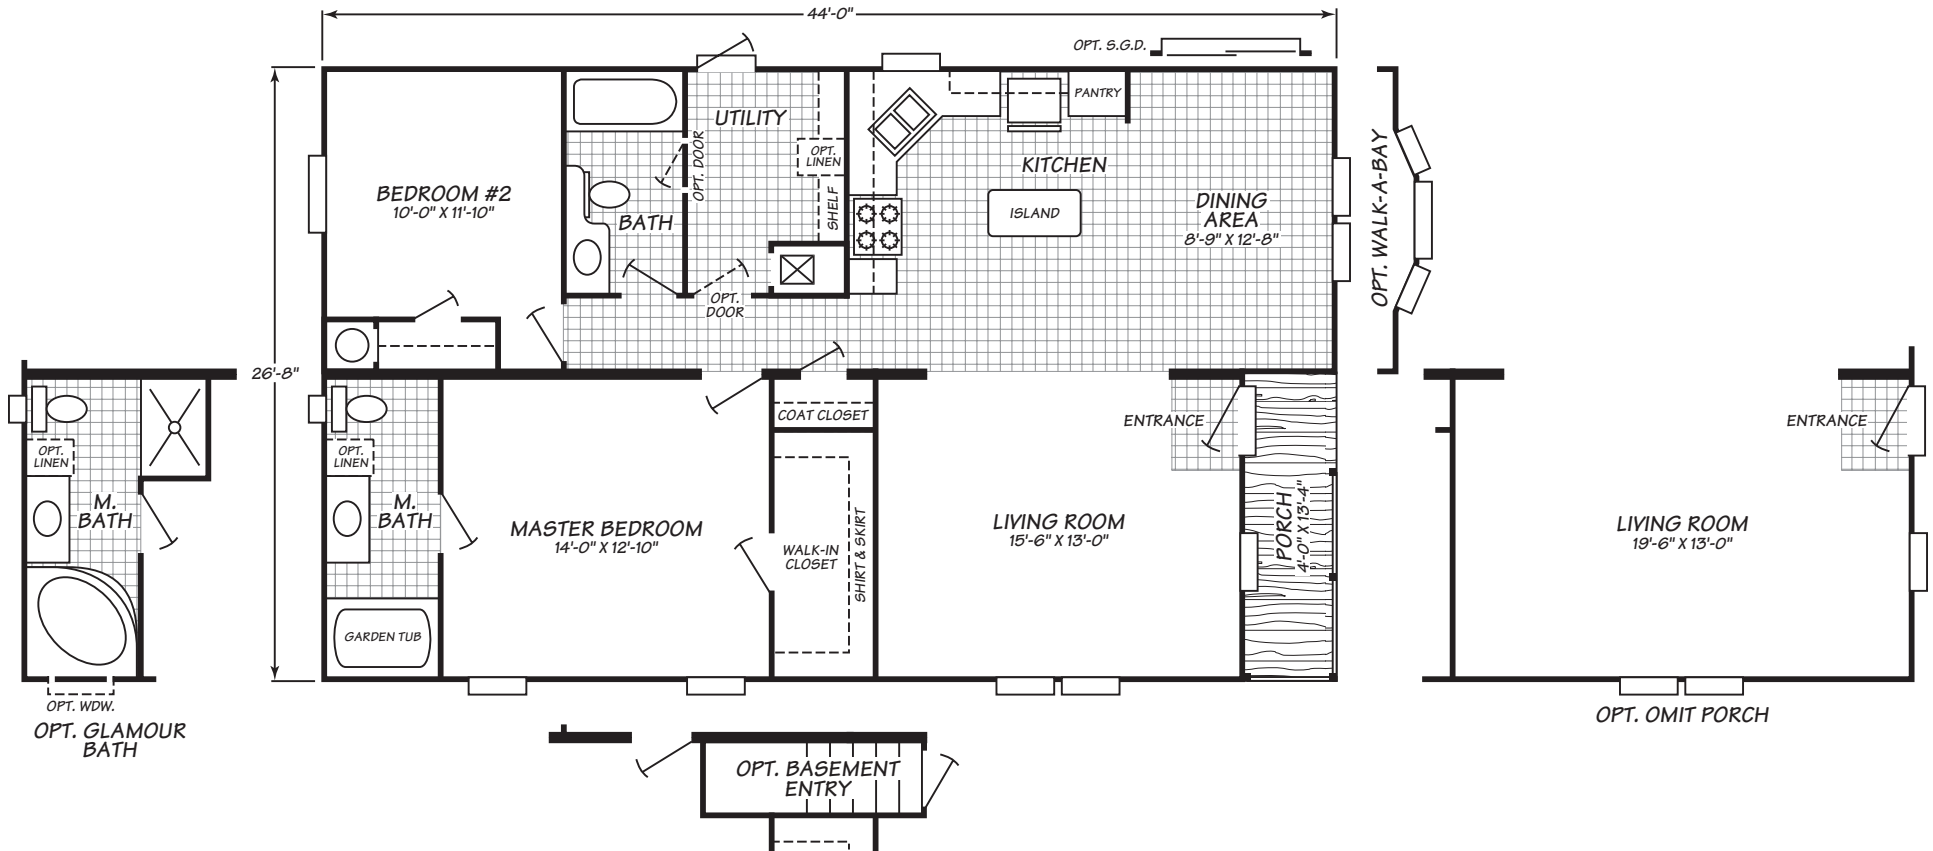 44'-0"
OPT. S.G.D.
UTILITY
OPT. DOOR
OPT.
LINEN
SHELF
PANTRY
KITCHEN
ISLAND
BEDROOM #2
10'-0" X 11'-10"
BATH
DINING
AREA
8'-9" X 12'-8"
OPT. WALK-A-BAY
OPT.
DOOR
26'-8"
OPT.
LINEN
M.
BATH
OPT. WDW.
OPT. GLAMOUR
BATH
OPT.
LINEN
M.
BATH
GARDEN TUB
MASTER BEDROOM
14'-0" X 12'-10"
COAT CLOSET
WALK-IN
CLOSET
SHIRT & SKIRT
LIVING ROOM
15'-6" X 13'-0"
ENTRANCE
PORCH
4'-0" X 13'-4"
ENTRANCE
LIVING ROOM
19'-6" X 13'-0"
OPT. OMIT PORCH
OPT. BASEMENT
ENTRY